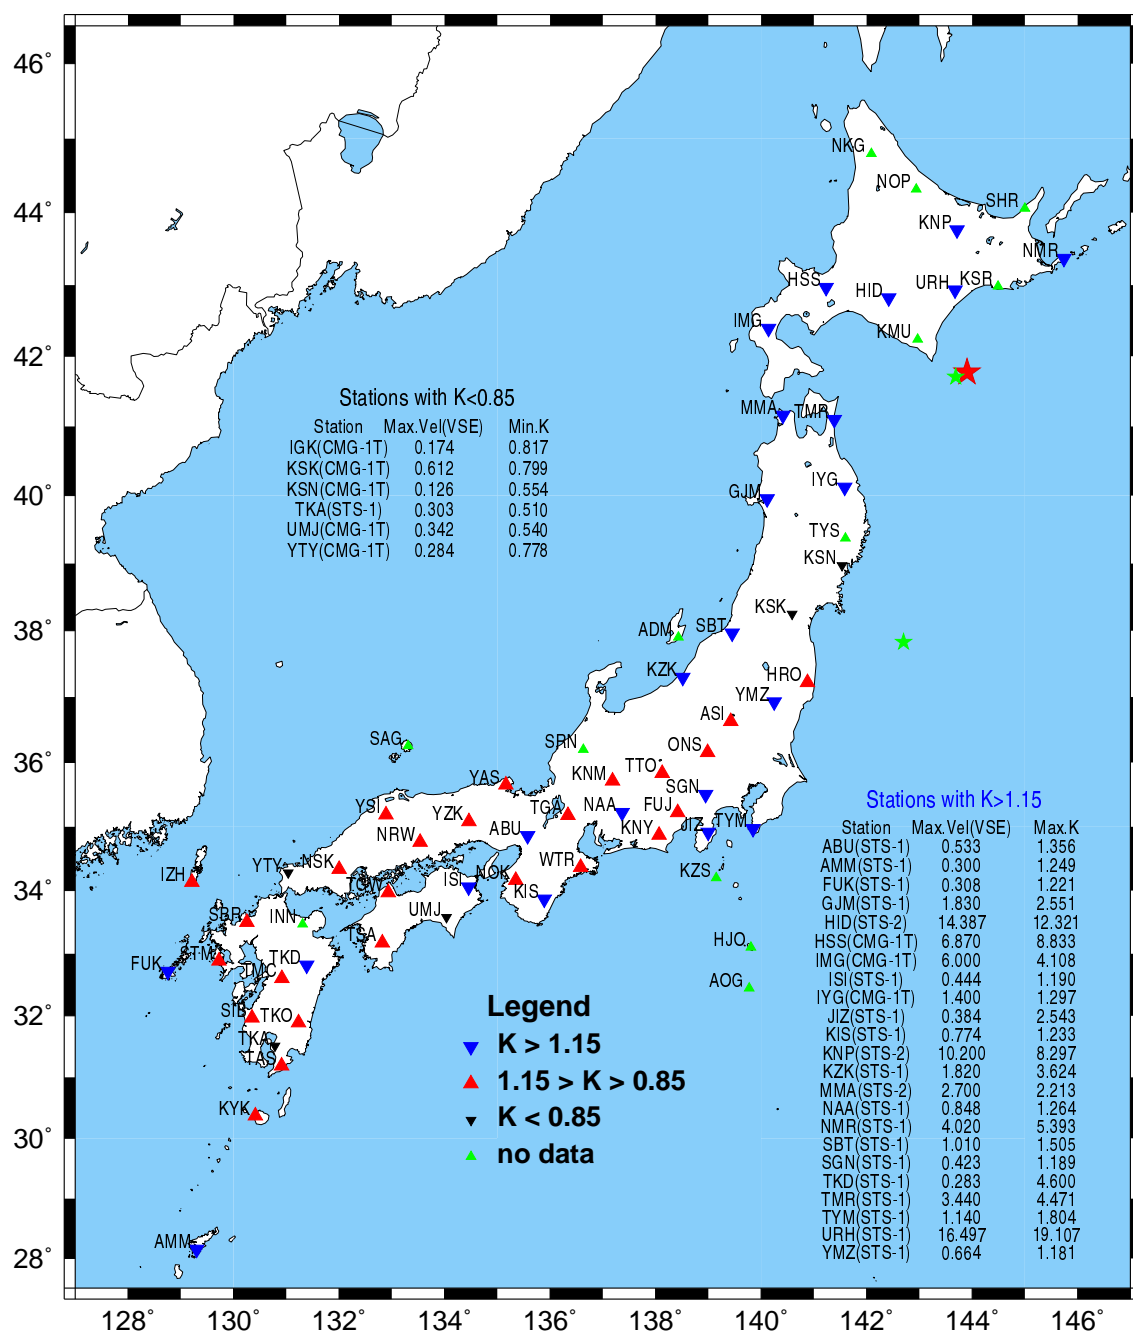 46°
44°
42°
40°
38°
36°
34°
32°
30°
28°
128°
130°
132°
134°
136°
138°
140°
142°
144°
146°
NKG
NOP
SHR
KNP
NMR
HSS
HID
URH
KSR
IMG
KMU
MMA
TMR
IYG
GJM
TYS
KSN
KSK
ADM
SBT
KZK
HRO
YMZ
ASI
SAG
SRN
ONS
TTO
KNM
SGN
YAS
YSI
YZK
TGA
NAA
FUJ
NRW
ABU
KNY
JIZ
TYM
IZH
YTY
NSK
WTR
KZS
TGW
ISI
NOK
KIS
SBR
INN
UMJ
TSA
HJO
FUK
STM
TKD
TMC
AOG
SIB
TKO
TKA
TAS
KYK
AMM
Stations with K<0.85
Station Max.Vel(VSE) Min.K
IGK(CMG-1T) 0.174 0.817
KSK(CMG-1T) 0.612 0.799
KSN(CMG-1T) 0.126 0.554
TKA(STS-1) 0.303 0.510
UMJ(CMG-1T) 0.342 0.540
YTY(CMG-1T) 0.284 0.778
Stations with K>1.15
Station Max.Vel(VSE) Max.K
ABU(STS-1) 0.533 1.356
AMM(STS-1) 0.300 1.249
FUK(STS-1) 0.308 1.221
GJM(STS-1) 1.830 2.551
HID(STS-2) 14.387 12.321
HSS(CMG-1T) 6.870 8.833
IMG(CMG-1T) 6.000 4.108
ISI(STS-1) 0.444 1.190
IYG(CMG-1T) 1.400 1.297
JIZ(STS-1) 0.384 2.543
KIS(STS-1) 0.774 1.233
KNP(STS-2) 10.200 8.297
KZK(STS-1) 1.820 3.624
MMA(STS-2) 2.700 2.213
NAA(STS-1) 0.848 1.264
NMR(STS-1) 4.020 5.393
SBT(STS-1) 1.010 1.505
SGN(STS-1) 0.423 1.189
TKD(STS-1) 0.283 4.600
TMR(STS-1) 3.440 4.471
TYM(STS-1) 1.140 1.804
URH(STS-1) 16.497 19.107
YMZ(STS-1) 0.664 1.181
Legend
K > 1.15
1.15 > K > 0.85
K < 0.85
no data